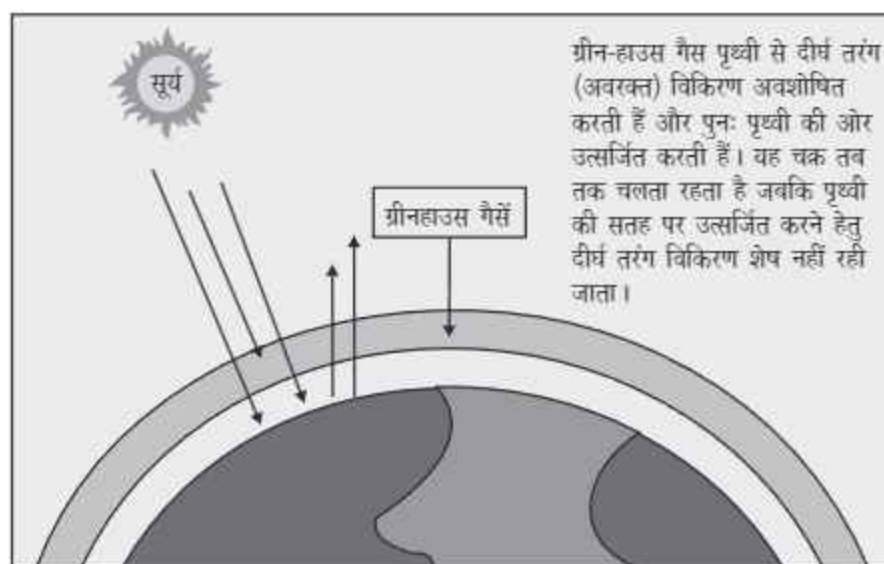 सूर्य
ग्रीन-हाउस गैस पृथ्वी से दीर्घ तरंग
(अवरक्त) विकिरण अवशोषित
करती हैं और पुनः पृथ्वी की ओर
उत्सर्जित करती हैं। यह चक्र तब
तक चलता रहता है जबकि पृथ्वी
की सतह पर उत्सर्जित करने हेतु
दीर्घ तरंग विकिरण शेष नहीं रही
जाता।
ग्रीनहाउस गैसें